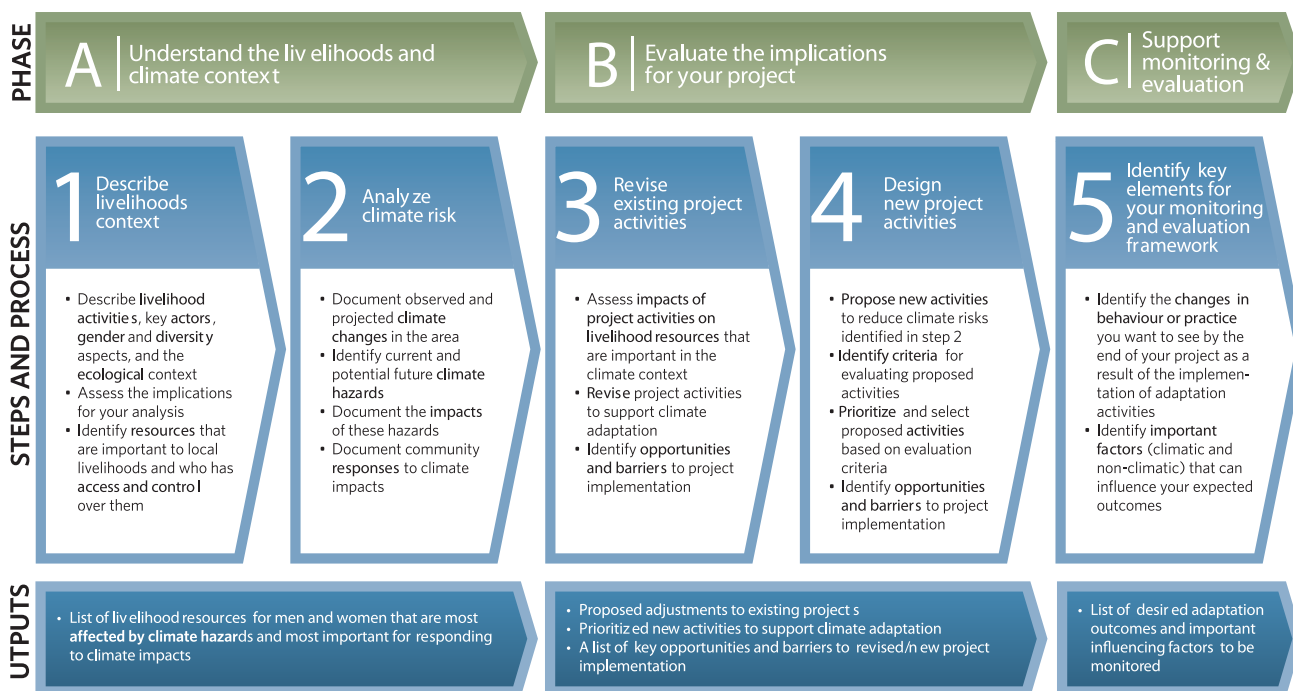 PHASE
A
Understand the liv elihoods and
climate context
B
Evaluate the implications
for your project
C
Support
monitoring &
evaluation
STEPS AND PROCESS
1
Describe
livelihoods
context
• Describe livelihood
activities, key actors,
gender and diversity
aspects, and the
ecological context
• Assess the implications
for your analysis
• Identify resources that
are important to local
livelihoods and who has
access and control
over them
2
Analyze
climate risk
• Document observed and
projected climate
changes in the area
• Identify current and
potential future climate
hazards
• Document the impacts
of these hazards
• Document community
responses to climate
impacts
3
Revise
existing project
activities
• Assess impacts of
project activities on
livelihood resources that
are important in the
climate context
• Revise project activities
to support climate
adaptation
• Identify opportunities
and barriers to project
implementation
4
Design
new project
activities
• Propose new activities
to reduce climate risks
identified in step 2
• Identify criteria for
evaluating proposed
activities
• Prioritize and select
proposed activities
based on evaluation
criteria
• Identify opportunities
and barriers to project
implementation
5
Identify key
elements for
your monitoring
and evaluation
framework
• Identify the changes in
behaviour or practice
you want to see by the
end of your project as a
result of the implemen-
tation of adaptation
activities
• Identify important
factors (climatic and
non-climatic) that can
influence your expected
outcomes
UTPUTS
• List of livelihood resources for men and women that are most
affected by climate hazards and most important for responding
to climate impacts
• Proposed adjustments to existing project s
• Prioritized new activities to support climate adaptation
• A list of key opportunities and barriers to revised/n ew project
implementation
• List of desir ed adaptation
outcomes and important
influencing factors to be
monitored